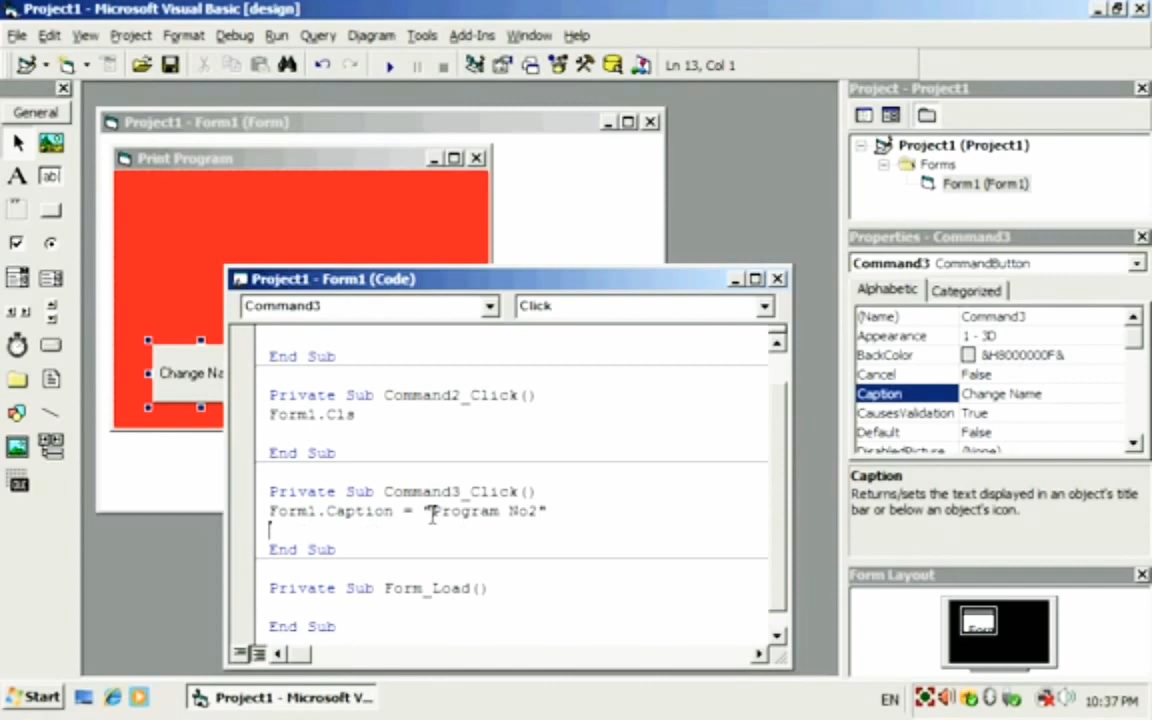 Project1 - Microsoft Visual Basic [design]
File Edit View Project Format Debug Run Query Diagram Tools Add-Ins Window Help
Ln 13, Col 1
General
Project1 - Form1 (Form)
Print Program
Change Na
Project1 - Form1 (Code)
Command3
Click
End Sub
Private Sub Command2_Click()
Form1.Cls
End Sub
Private Sub Command3_Click()
Form1.Caption = "Program No2"
End Sub
Private Sub Form_Load()
End Sub
Project - Project1
Project1 (Project1)
Forms
Form1 (Form1)
Properties - Command3
Command3 CommandButton
Alphabetic Categorized
(Name) Command3
Appearance 1 - 3D
BackColor &H8000000F&
Cancel False
Caption Change Name
CausesValidation True
Default False
DisabledPicture (None)
Caption
Returns/sets the text displayed in an object's title
bar or below an object's icon.
Form Layout
Start
Project1 - Microsoft V...
EN
10:37 PM